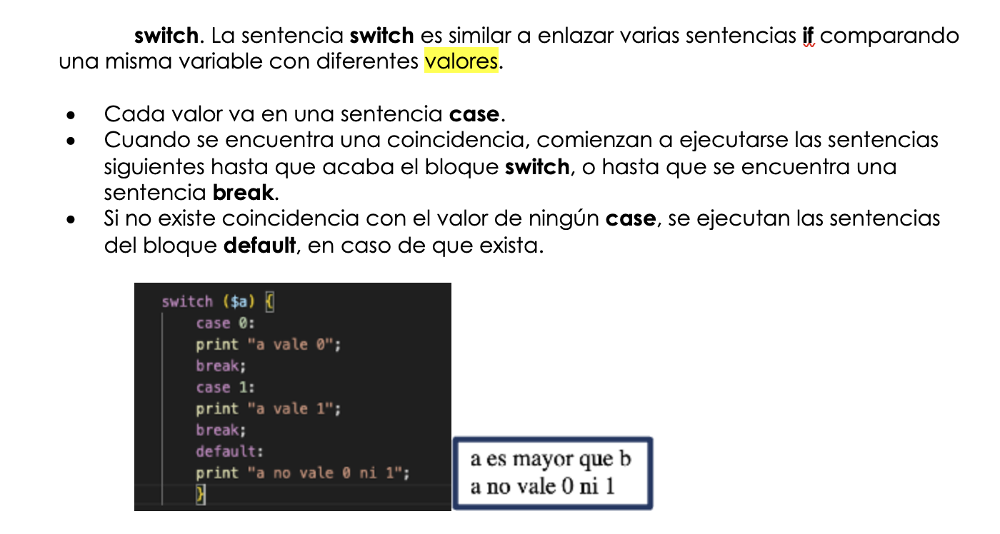 switch. La sentencia switch es similar a enlazar varias sentencias if comparando
una misma variable con diferentes valores.
• Cada valor va en una sentencia case.
• Cuando se encuentra una coincidencia, comienzan a ejecutarse las sentencias
siguientes hasta que acaba el bloque switch, o hasta que se encuentra una
sentencia break.
• Si no existe coincidencia con el valor de ningún case, se ejecutan las sentencias
del bloque default, en caso de que exista.
switch ($a) {
case 0:
print "a vale 0";
break;
case 1:
print "a vale 1";
break;
default:
print "a no vale 0 ni 1";
}
a es mayor que b
a no vale 0 ni 1